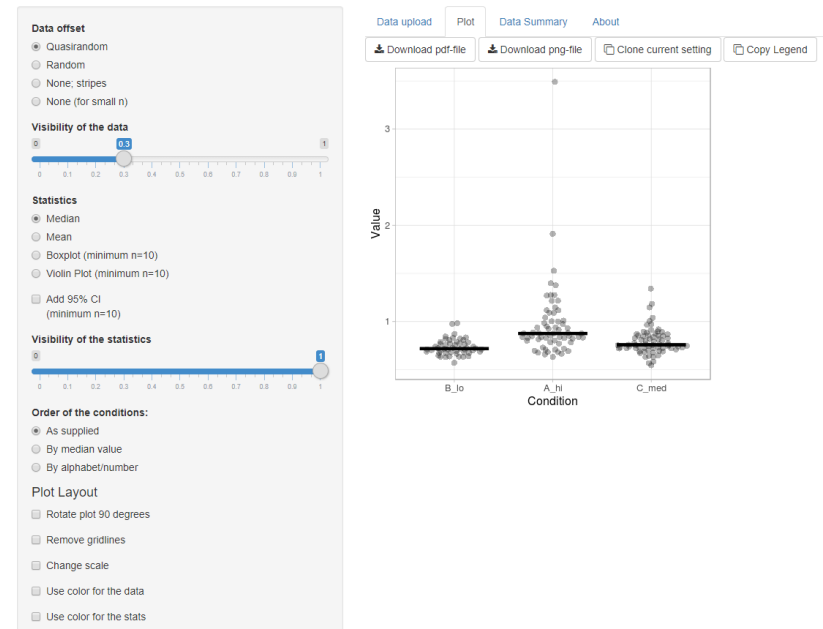 Data offset
Quasirandom
Random
None; stripes
None (for small n)
Visibility of the data
0 0.3 1
0 0.1 0.2 0.3 0.4 0.5 0.6 0.7 0.8 0.9 1
Statistics
Median
Mean
Boxplot (minimum n=10)
Violin Plot (minimum n=10)
Add 95% CI
(minimum n=10)
Visibility of the statistics
0 1
0 0.1 0.2 0.3 0.4 0.5 0.6 0.7 0.8 0.9 1
Order of the conditions:
As supplied
By median value
By alphabet/number
Plot Layout
Rotate plot 90 degrees
Remove gridlines
Change scale
Use color for the data
Use color for the stats
Data upload Plot Data Summary About
Download pdf-file Download png-file Clone current setting Copy Legend
3
2
1
Value
B_lo A_hi C_med
Condition